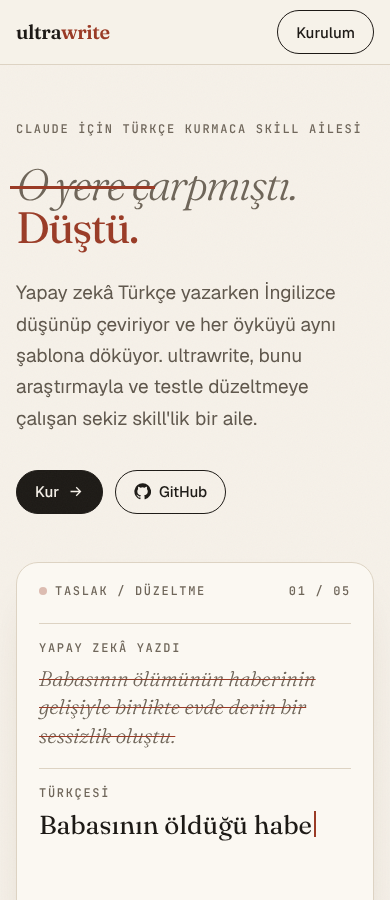 ultrawrite
Kurulum
CLAUDE İÇİN TÜRKÇE KURMACA SKİLL AİLESİ
O yere çarpmıştı.
Düştü.
Yapay zekâ Türkçe yazarken İngilizce
düşünüp çeviriyor ve her öyküyü aynı
şablona döküyor. ultrawrite, bunu
araştırmayla ve testle düzeltmeye
çalışan sekiz skill'lik bir aile.
Kur →
GitHub
TASLAK / DÜZELTME 01 / 05
YAPAY ZEKÂ YAZDI
Babasının ölümünün haberinin
gelişiyle birlikte evde derin bir
sessizlik oluştu.
TÜRKÇESİ
Babasının öldüğü habe